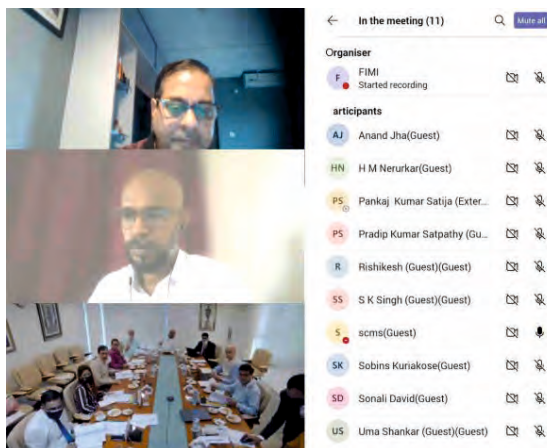 In the meeting (11)
Mute all
Organiser
F
FIMI
Started recording
articipants
AJ
Anand Jha(Guest)
HN
H M Nerurkar(Guest)
PS
Pankaj Kumar Satija (Exter...
PS
Pradip Kumar Satpathy (Gu...
R
Rishikesh (Guest)(Guest)
SS
S K Singh (Guest)(Guest)
S
scms(Guest)
SK
Sobins Kuriakose(Guest)
SD
Sonali David(Guest)
US
Uma Shankar (Guest)(Guest)